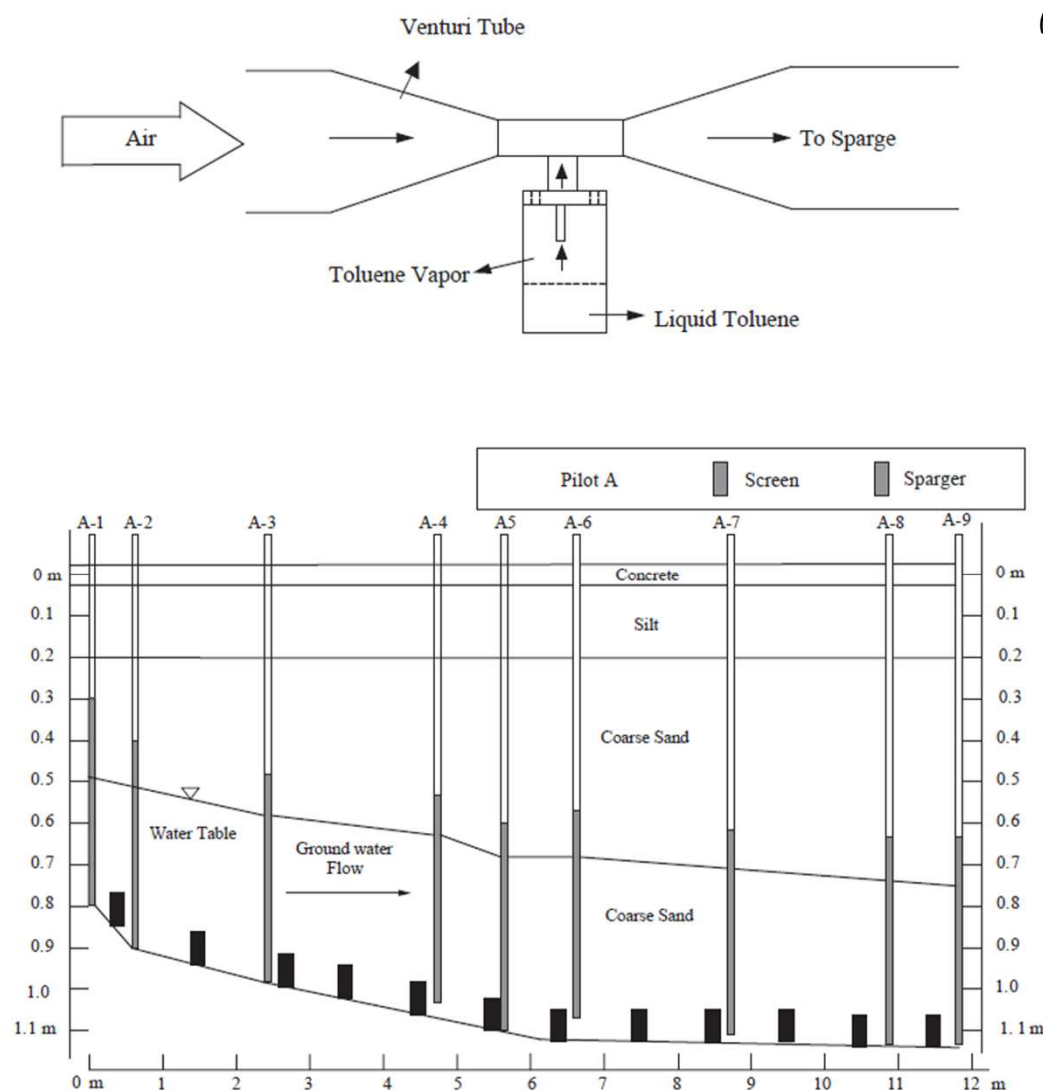 Venturi Tube
Air
To Sparge
Toluene Vapor
Liquid Toluene
Pilot A Screen Sparger
A-1 A-2 A-3 A-4 A5 A-6 A-7 A-8 A-9
0 m Concrete 0 m
0.1 Silt 0.1
0.2 0.2
0.3 0.3
0.4 Coarse Sand 0.4
0.5 0.5
0.6 Water Table 0.6
Ground water
Flow
0.7 Coarse Sand 0.7
0.8 0.8
0.9 0.9
1.0 1.0
1.1 m 1.1 m
0 m 1 2 3 4 5 6 7 8 9 10 11 12 m